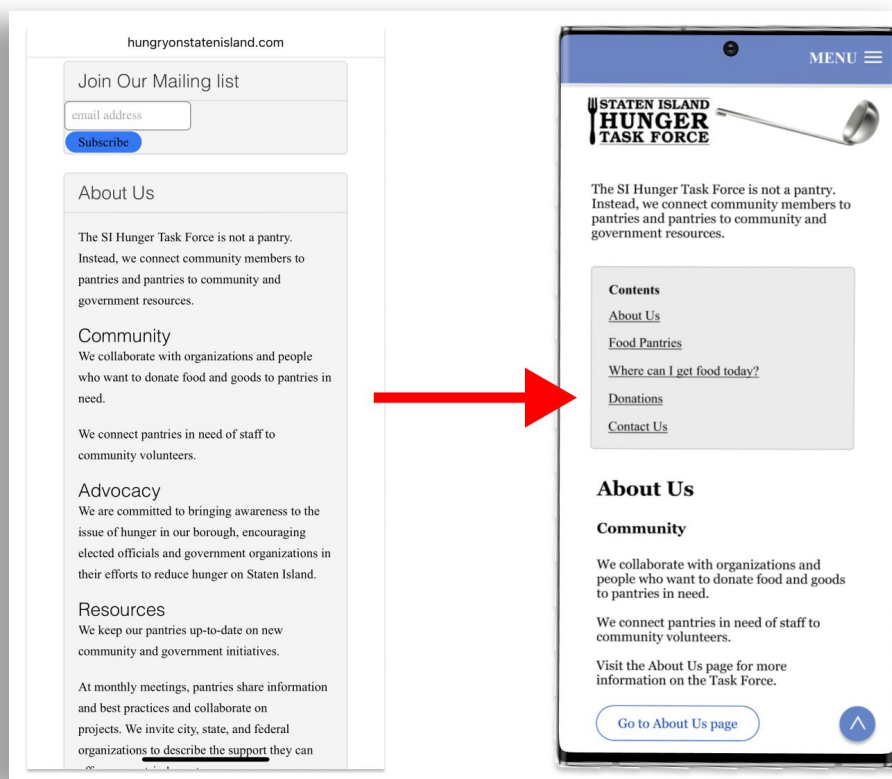 hungryonstatenisland.com
Join Our Mailing list
email address
Subscribe
About Us
The SI Hunger Task Force is not a pantry.
Instead, we connect community members to
pantries and pantries to community and
government resources.
Community
We collaborate with organizations and people
who want to donate food and goods to pantries in
need.
We connect pantries in need of staff to
community volunteers.
Advocacy
We are committed to bringing awareness to the
issue of hunger in our borough, encouraging
elected officials and government organizations in
their efforts to reduce hunger on Staten Island.
Resources
We keep our pantries up-to-date on new
community and government initiatives.
At monthly meetings, pantries share information
and best practices and collaborate on
projects. We invite city, state, and federal
organizations to describe the support they can
MENU
STATEN ISLAND
HUNGER
TASK FORCE
The SI Hunger Task Force is not a pantry.
Instead, we connect community members to
pantries and pantries to community and
government resources.
Contents
About Us
Food Pantries
Where can I get food today?
Donations
Contact Us
About Us
Community
We collaborate with organizations and
people who want to donate food and goods
to pantries in need.
We connect pantries in need of staff to
community volunteers.
Visit the About Us page for more
information on the Task Force.
Go to About Us page